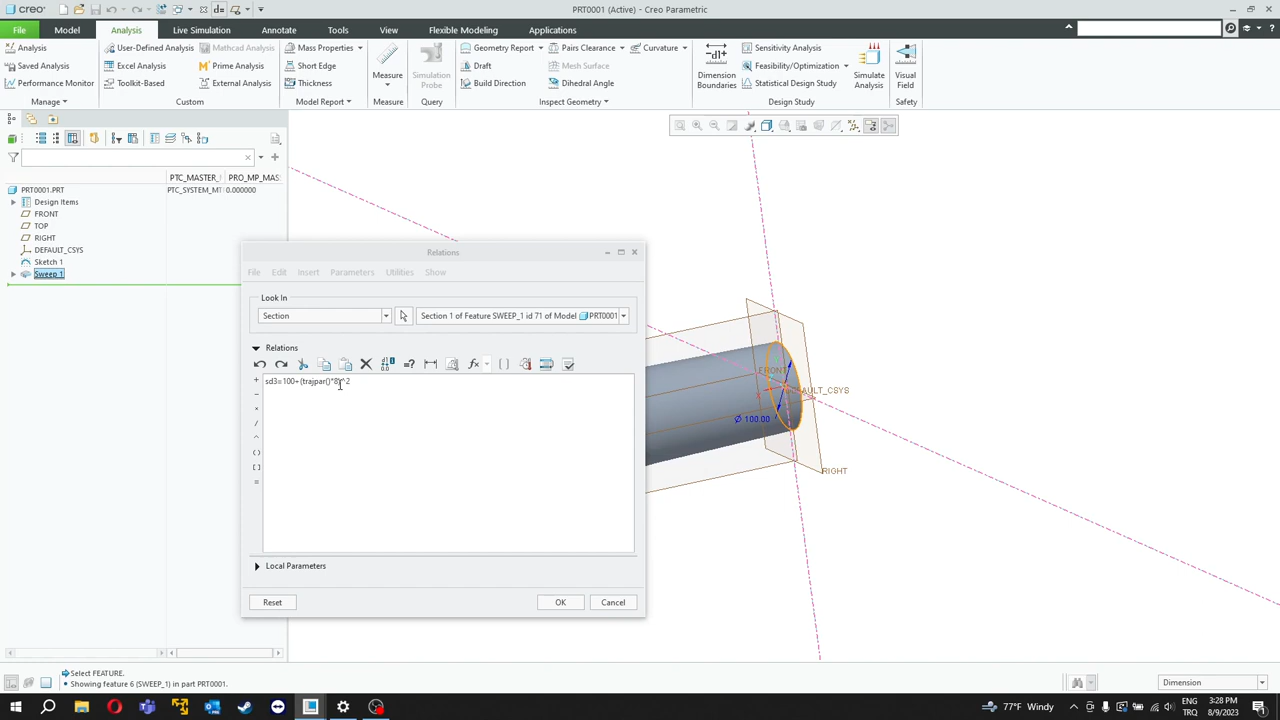 creo
PRT0001 (Active) - Creo Parametric
File Model Analysis Live Simulation Annotate Tools View Flexible Modeling Applications
Analysis User-Defined Analysis Mathcad Analysis Mass Properties Short Edge Thickness
Saved Analysis Excel Analysis Prime Analysis
Performance Monitor Toolkit-Based External Analysis
Measure Simulation Probe
Geometry Report Pairs Clearance Curvature
Draft Mesh Surface
Build Direction Dihedral Angle
Dimension Boundaries
Sensitivity Analysis
Feasibility/Optimization
Statistical Design Study
Simulate Analysis
Visual Field
Manage Custom Model Report Measure Query Inspect Geometry Design Study Safety
PTC_MASTER_ PRO_MP_MAS
PRT0001.PRT PTC_SYSTEM_MT 0.000000
Design Items
FRONT
TOP
RIGHT
DEFAULT_CSYS
Sketch 1
Sweep 1
Relations
File Edit Insert Parameters Utilities Show
Look In
Section Section 1 of Feature SWEEP_1 id 71 of Model PRT0001
Relations
sd3=100+(trajpar()*8)^2
Local Parameters
Reset OK Cancel
FRONT
DEFAULT_CSYS
Ø 100.00
RIGHT
Select FEATURE.
Showing feature 6 (SWEEP_1) in part PRT0001.
Dimension
77°F Windy
ENG
TRQ
3:28 PM
8/9/2023